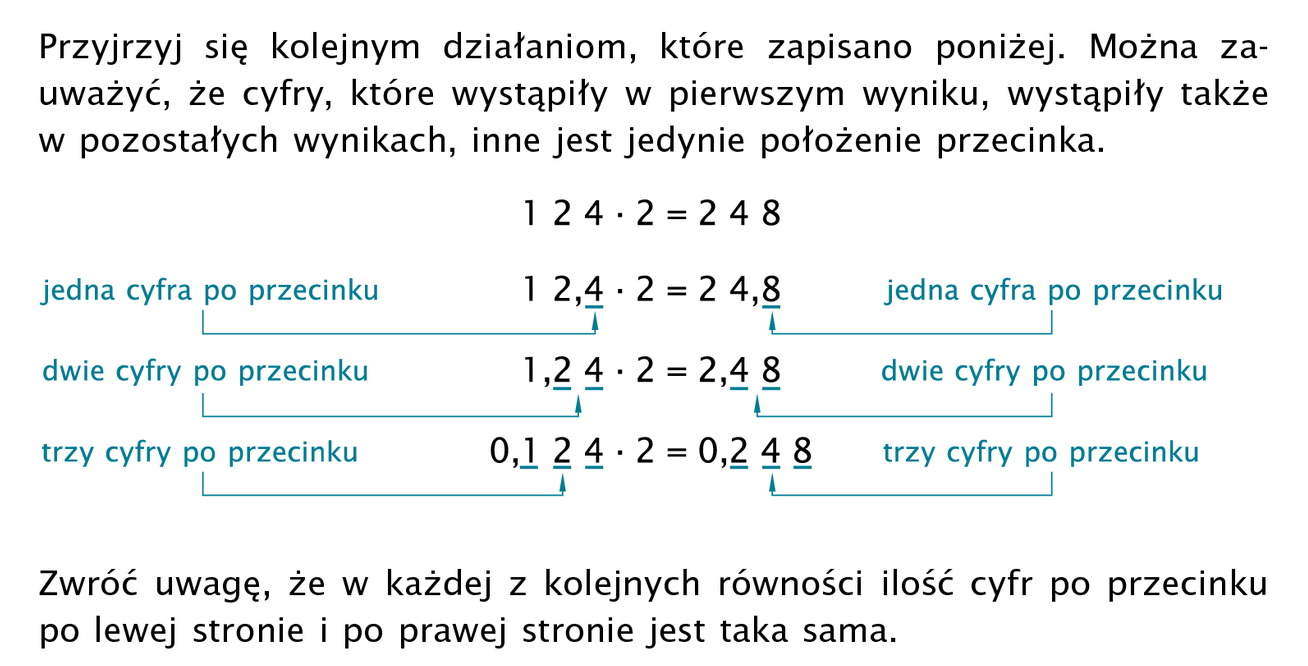 Przyjrzyj się kolejnym działaniom, które zapisano poniżej. Można za-
uważyć, że cyfry, które wystąpiły w pierwszym wyniku, wystąpiły także
w pozostałych wynikach, inne jest jedynie położenie przecinka.
1 2 4 · 2 = 2 4 8
jedna cyfra po przecinku 1 2,4 · 2 = 2 4,8 jedna cyfra po przecinku
dwie cyfry po przecinku 1,2 4 · 2 = 2,4 8 dwie cyfry po przecinku
trzy cyfry po przecinku 0,1 2 4 · 2 = 0,2 4 8 trzy cyfry po przecinku
Zwróć uwagę, że w każdej z kolejnych równości ilość cyfr po przecinku
po lewej stronie i po prawej stronie jest taka sama.